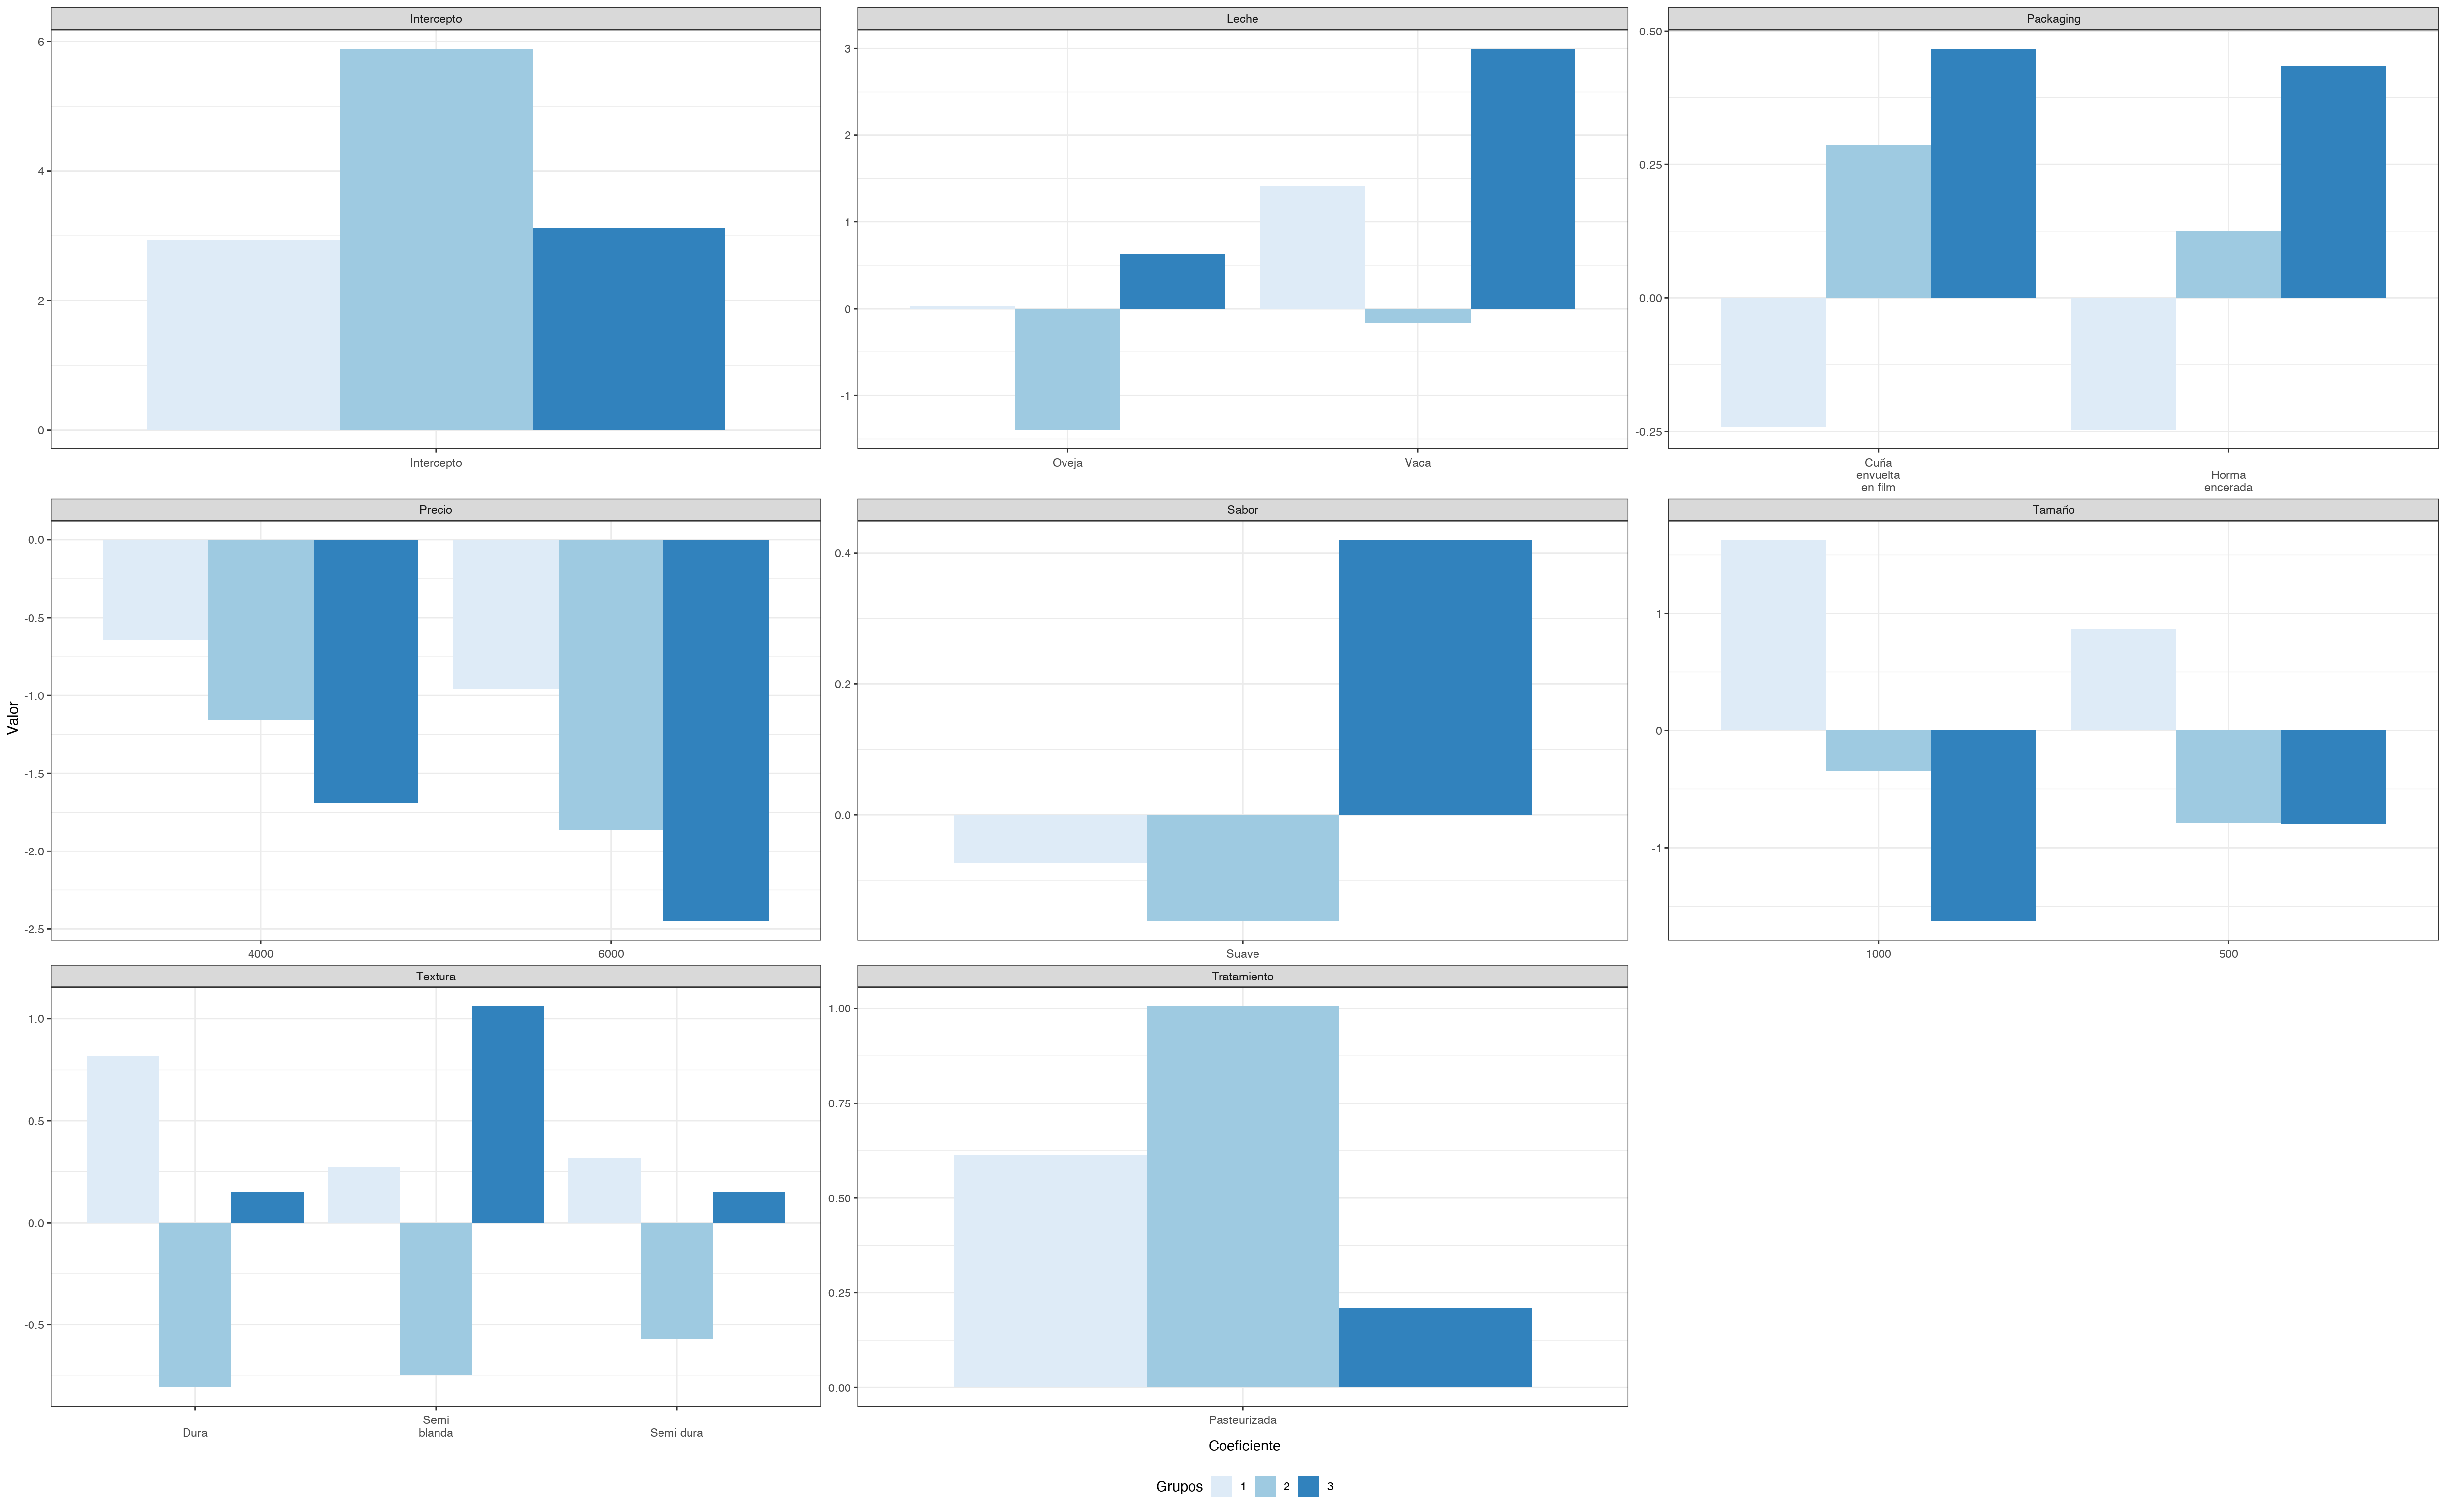 Intercepto
Leche
Packaging
6
4
2
0
Intercepto
3
2
1
0
-1
Oveja
Vaca
0.50
0.25
0.00
-0.25
Cuña
envuelta
en film
Horma
encerada
Valor
Precio
Sabor
Tamaño
0.0
-0.5
-1.0
-1.5
-2.0
-2.5
4000
6000
0.4
0.2
0.0
Suave
1
0
-1
1000
500
Textura
Tratamiento
1.0
0.5
0.0
-0.5
Dura
Semi
blanda
Semi dura
1.00
0.75
0.50
0.25
0.00
Pasteurizada
Coeficiente
Grupos 1 2 3